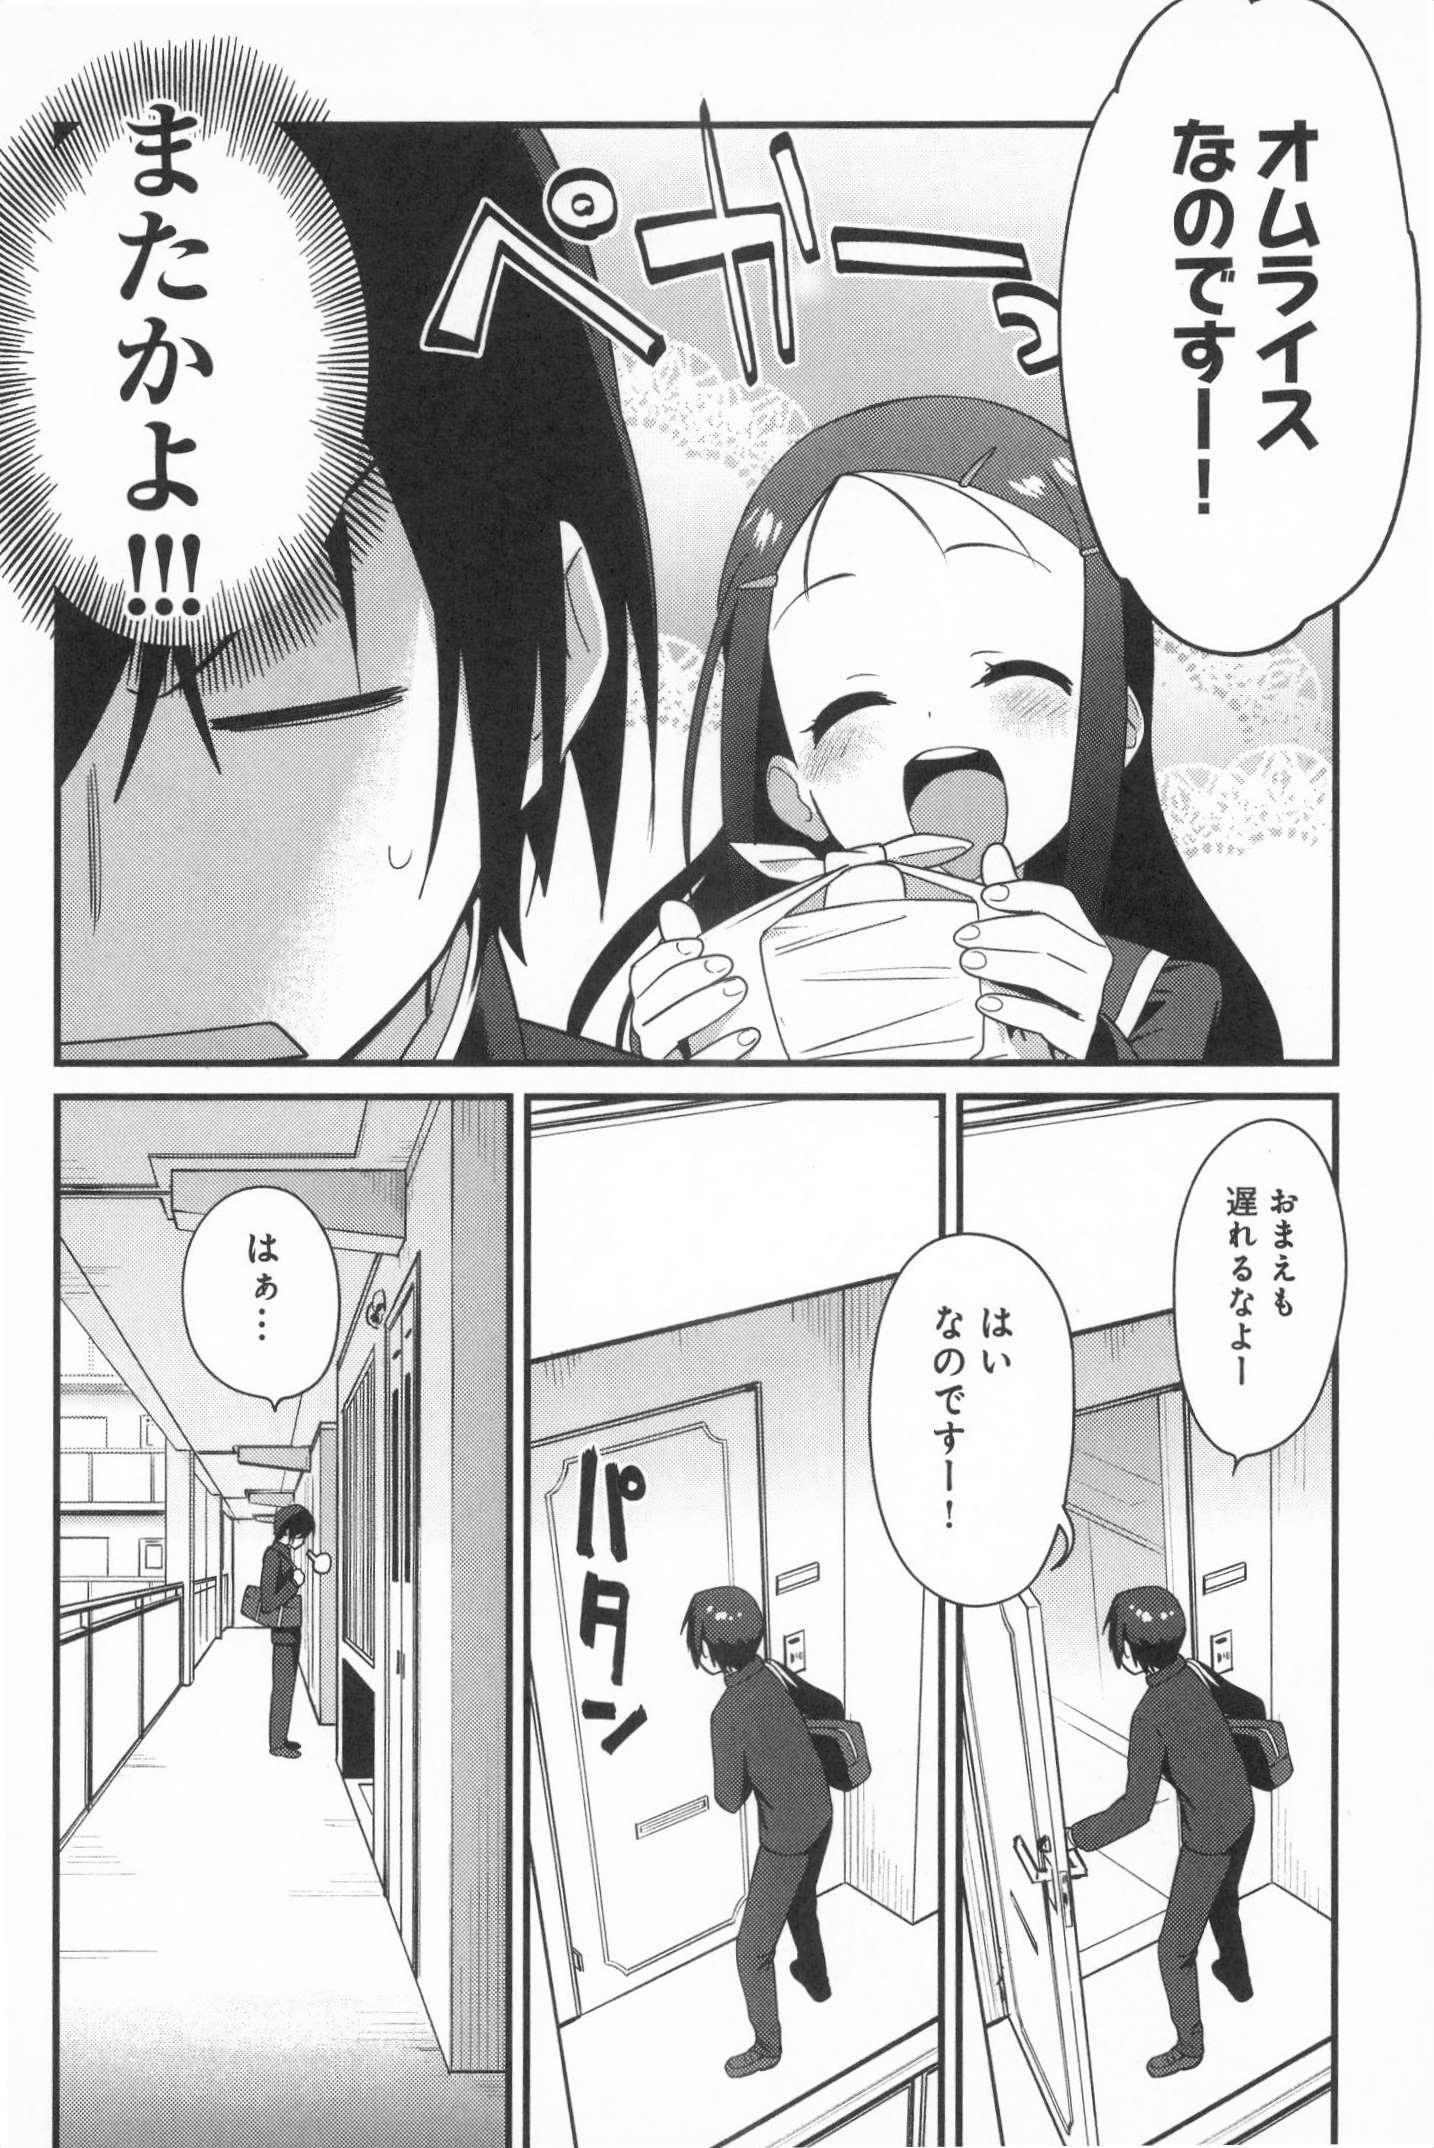 オムライス
なのですー！
ペカーっ
またかよ!!!
おまえも
遅れるなよー
はい
なのですー！
パタン
はぁ…